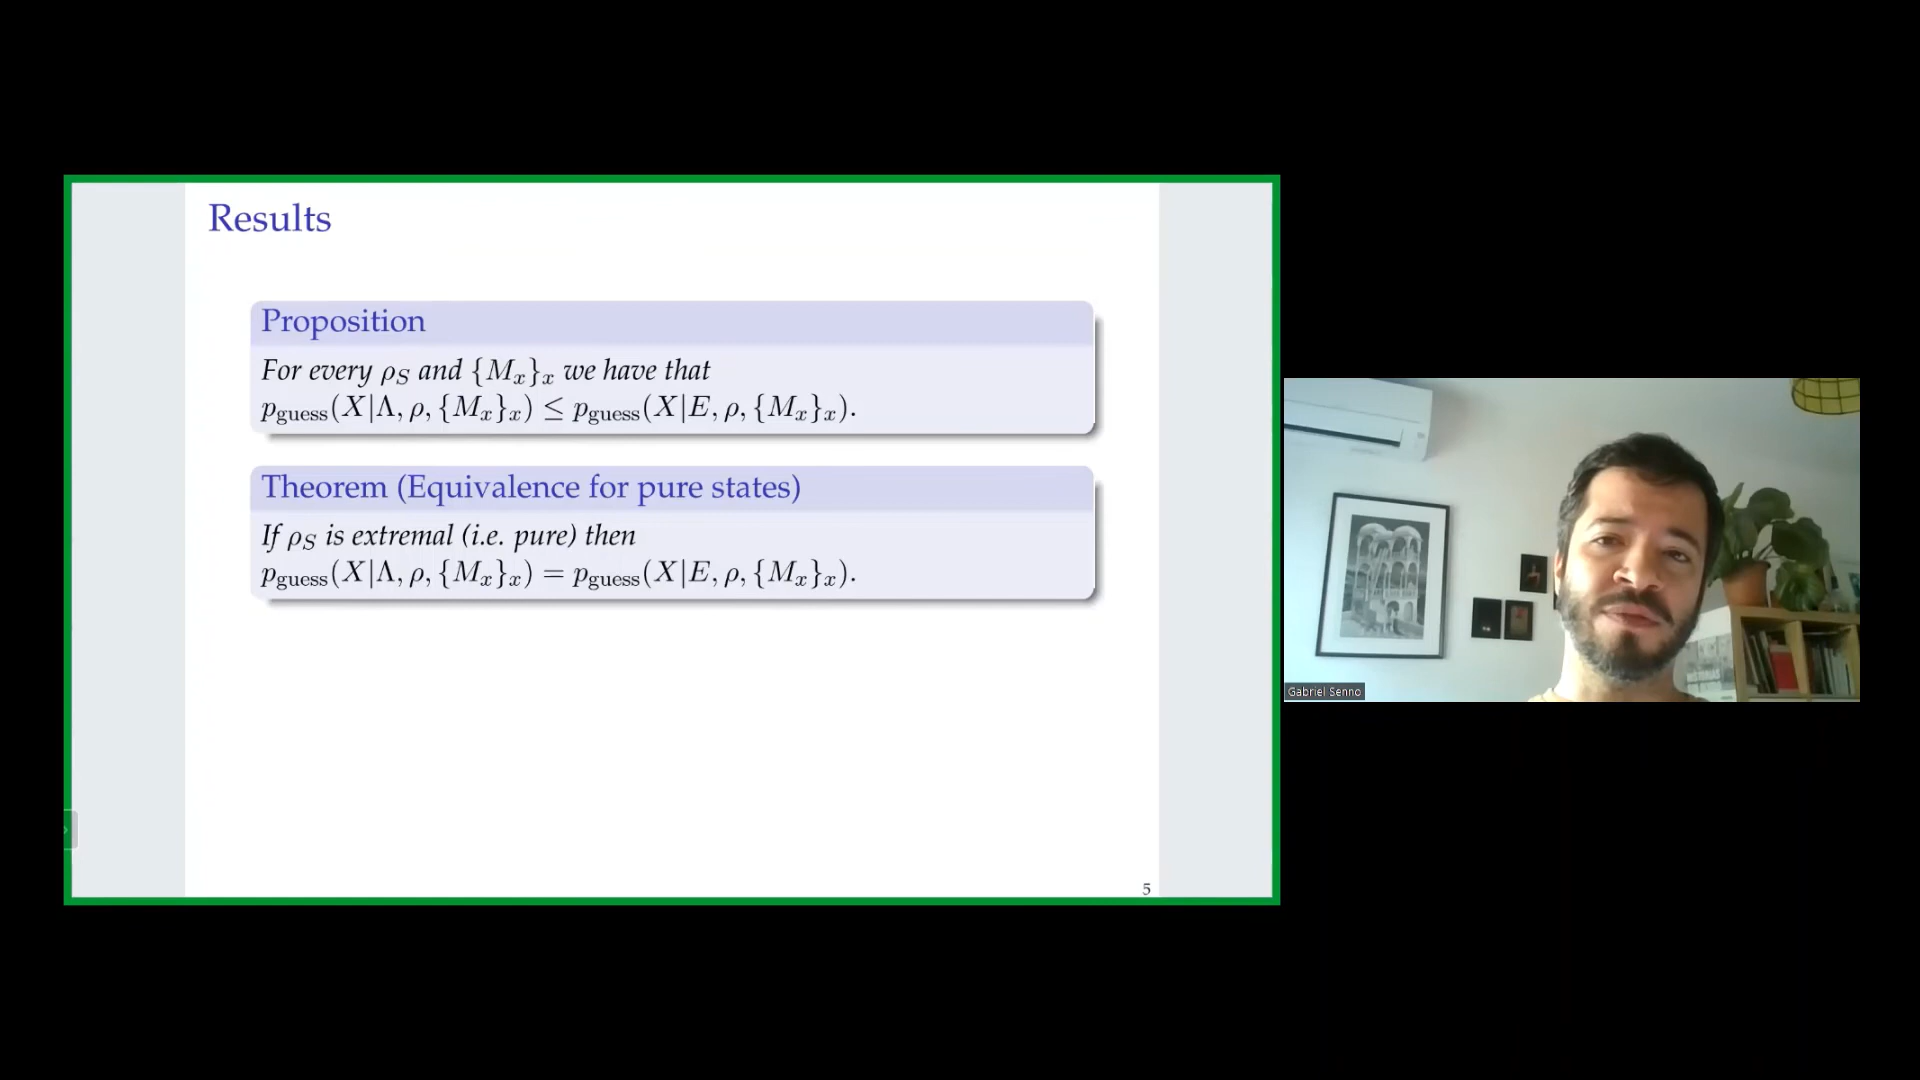 Results
Proposition
For every ρ_S and {M_x}_x we have that
p_guess(X|Λ, ρ, {M_x}_x) ≤ p_guess(X|E, ρ, {M_x}_x).
Theorem (Equivalence for pure states)
If ρ_S is extremal (i.e. pure) then
p_guess(X|Λ, ρ, {M_x}_x) = p_guess(X|E, ρ, {M_x}_x).
5
Gabriel Senno